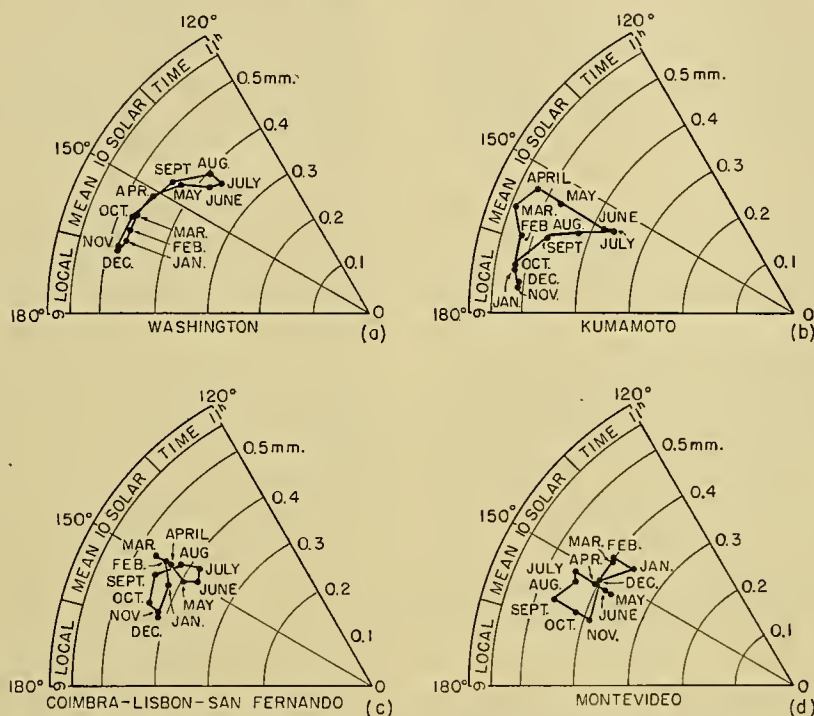 120°
11h
0.5 mm.
0.4
0.3
0.2
0.1
0
150°
180°
9 LOCAL MEAN 10 SOLAR TIME
SEPT. AUG.
JULY
MAY JUNE
APR.
OCT.
MAR.
FEB.
JAN.
NOV.
DEC.
WASHINGTON
(a)
120°
11h
0.5 mm.
0.4
0.3
0.2
0.1
0
150°
180°
9 LOCAL MEAN 10 SOLAR TIME
APRIL
MAY
MAR.
JUNE
FEB AUG.
SEPT JULY
OCT.
DEC.
NOV.
JAN.
KUMAMOTO
(b)
120°
11h
0.5 mm.
0.4
0.3
0.2
0.1
0
150°
180°
9 LOCAL MEAN 10 SOLAR TIME
APRIL
MAR.
AUG
FEB.
JULY
SEPT.
JUNE
OCT.
MAY
NOV
JAN.
DEC.
COIMBRA-LISBON-SAN FERNANDO
(c)
120°
11h
0.5 mm.
0.4
0.3
0.2
0.1
0
150°
180°
9 LOCAL MEAN 10 SOLAR TIME
MAR. FEB.
JULY APR.
JAN.
AUG.
DEC.
MAY
SEPT.
JUNE
OCT.
NOV.
MONTEVIDEO
(d)